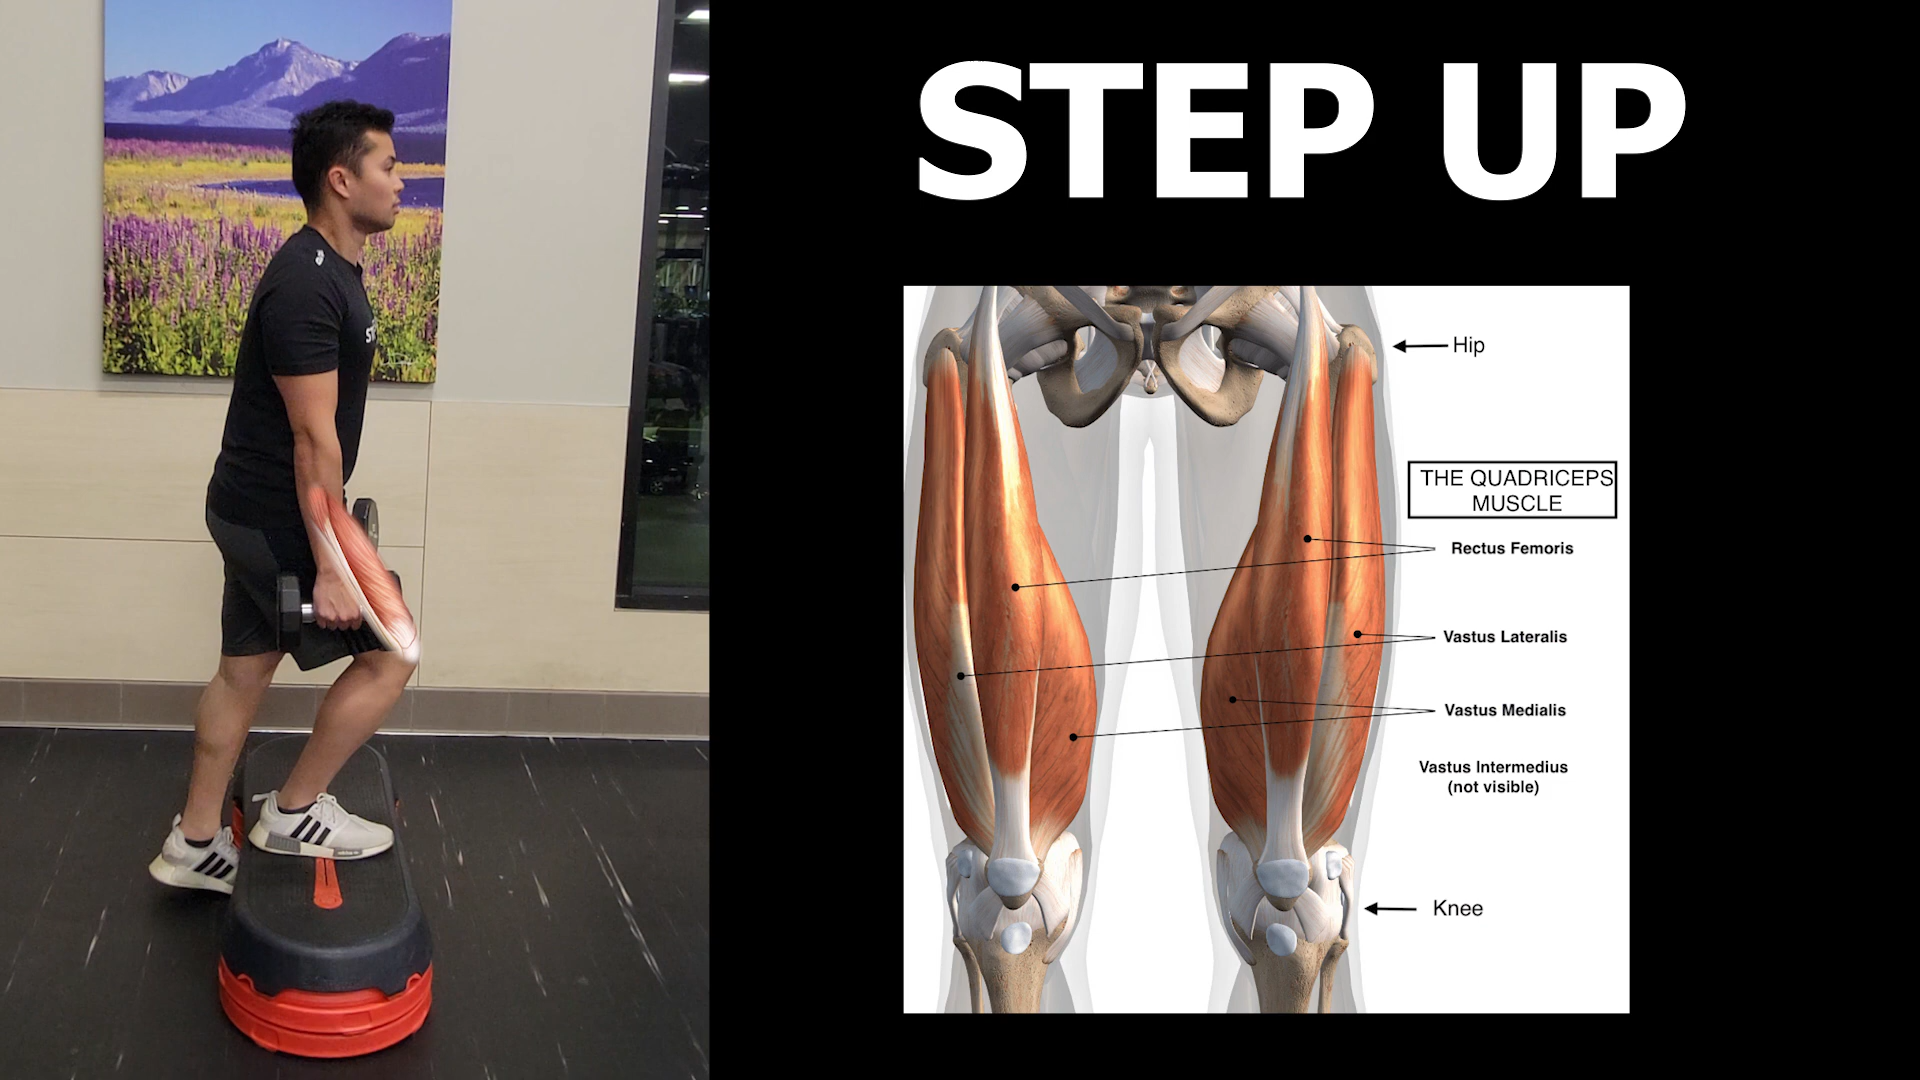 STEP UP
Hip
THE QUADRICEPS
MUSCLE
Rectus Femoris
Vastus Lateralis
Vastus Medialis
Vastus Intermedius
(not visible)
Knee